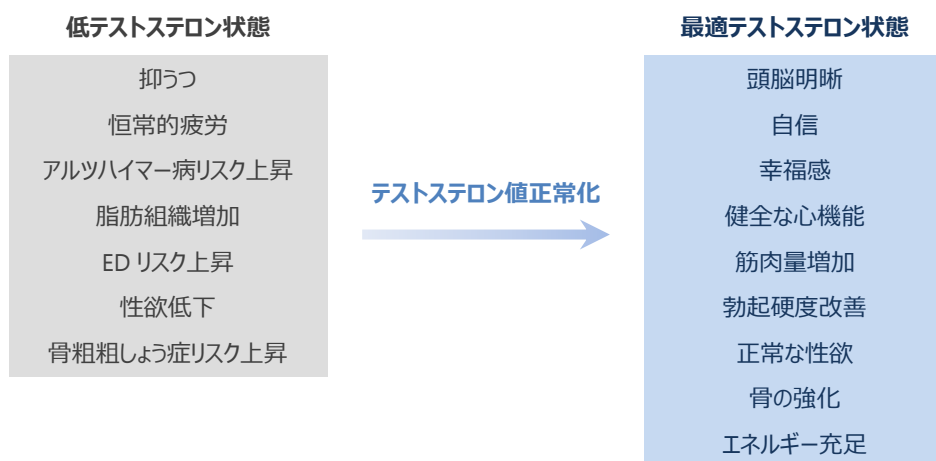 低テストステロン状態
抑うつ
恒常的疲労
アルツハイマー病リスク上昇
脂肪組織増加
ED リスク上昇
性欲低下
骨粗粗しょう症リスク上昇
テストステロン値正常化
最適テストステロン状態
頭脳明晰
自信
幸福感
健全な心機能
筋肉量増加
勃起硬度改善
正常な性欲
骨の強化
エネルギー充足